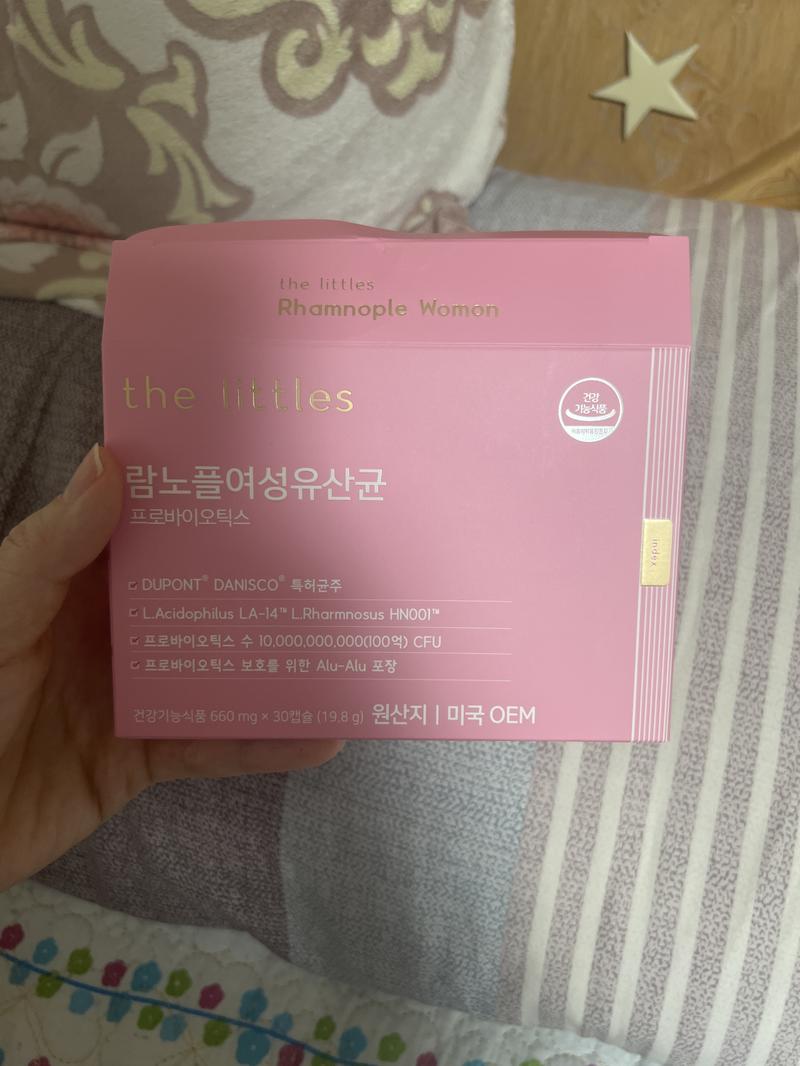 the littles
Rhamnople Womon
the littles
건강
기능식품
람노플여성유산균
프로바이오틱스
DUPONT® DANISCO® 특허균주
L.Acidophilus LA-14™ L.Rharmnosus HN001™
프로바이오틱스 수 10,000,000,000(100억) CFU
프로바이오틱스 보호를 위한 Alu-Alu 포장
index.
건강기능식품 660 mg × 30캡슐 (19.8 g) 원산지 | 미국 OEM